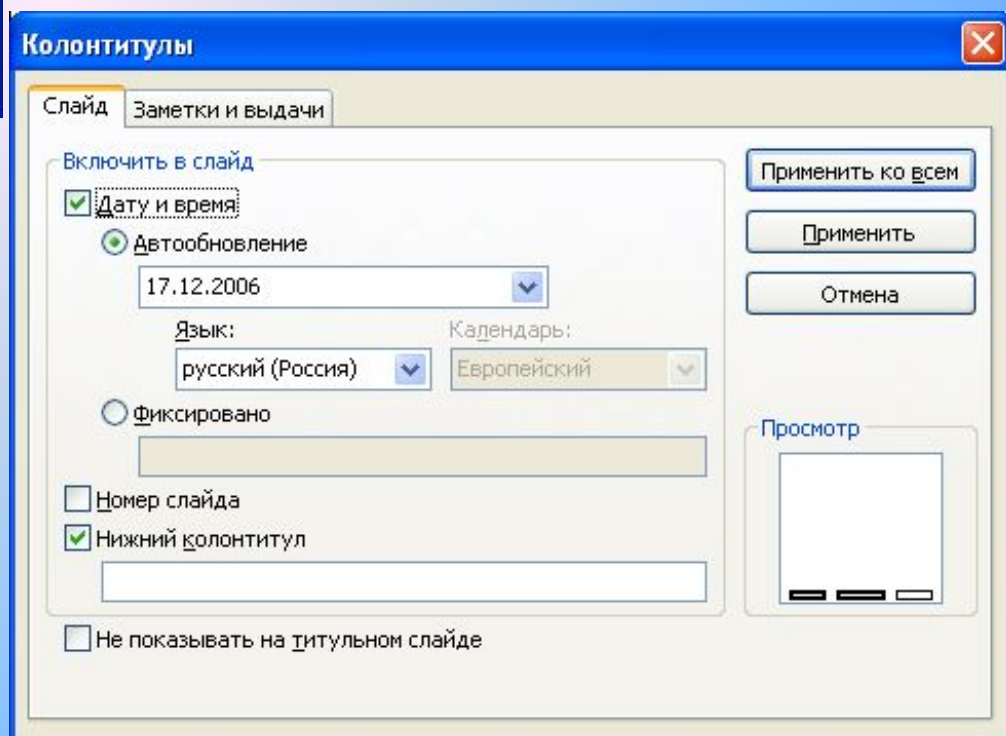 Колонтитулы
Слайд Заметки и выдачи
Включить в слайд
Дату и время
Автообновление
17.12.2006
Язык: Календарь:
русский (Россия) Европейский
Фиксировано
Номер слайда
Нижний колонтитул
Не показывать на титульном слайде
Применить ко всем
Применить
Отмена
Просмотр